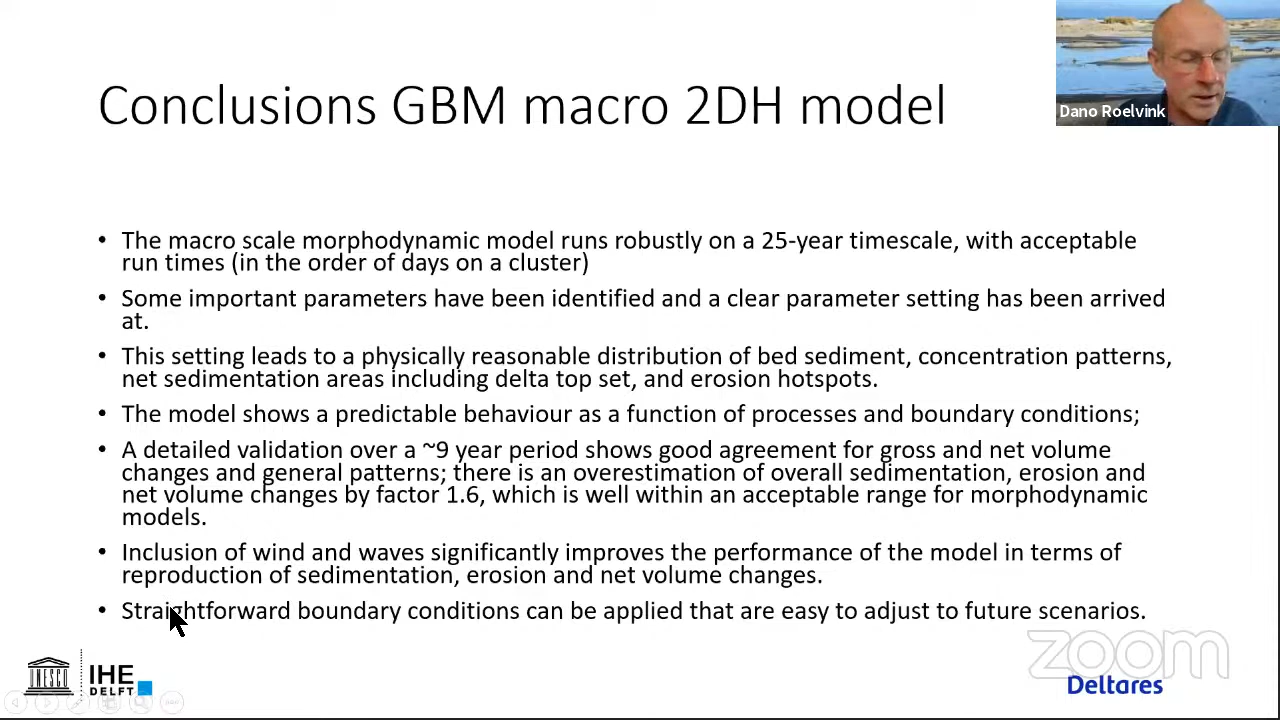 Conclusions GBM macro 2DH model
Dano Roelvink
• The macro scale morphodynamic model runs robustly on a 25-year timescale, with acceptable
run times (in the order of days on a cluster)
• Some important parameters have been identified and a clear parameter setting has been arrived
at.
• This setting leads to a physically reasonable distribution of bed sediment, concentration patterns,
net sedimentation areas including delta top set, and erosion hotspots.
• The model shows a predictable behaviour as a function of processes and boundary conditions;
• A detailed validation over a ~9 year period shows good agreement for gross and net volume
changes and general patterns; there is an overestimation of overall sedimentation, erosion and
net volume changes by factor 1.6, which is well within an acceptable range for morphodynamic
models.
• Inclusion of wind and waves significantly improves the performance of the model in terms of
reproduction of sedimentation, erosion and net volume changes.
• Straightforward boundary conditions can be applied that are easy to adjust to future scenarios.
zoom
UNESCO
IHE
DELFT
Deltares